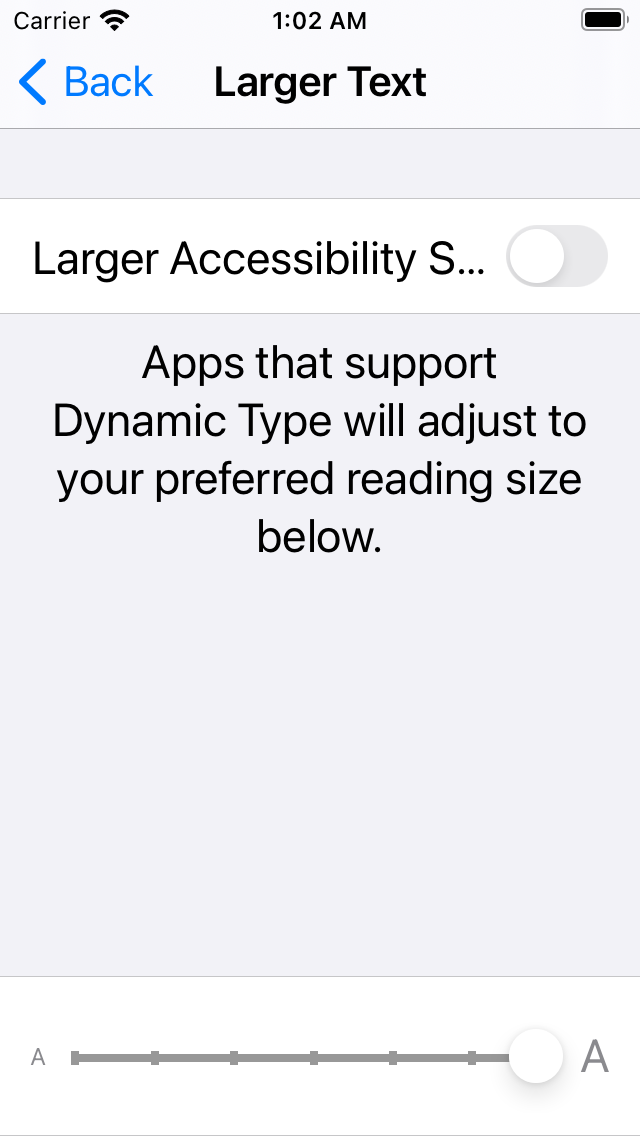 Carrier 1:02 AM
Back Larger Text
Larger Accessibility S...
Apps that support
Dynamic Type will adjust to
your preferred reading size
below.
A A